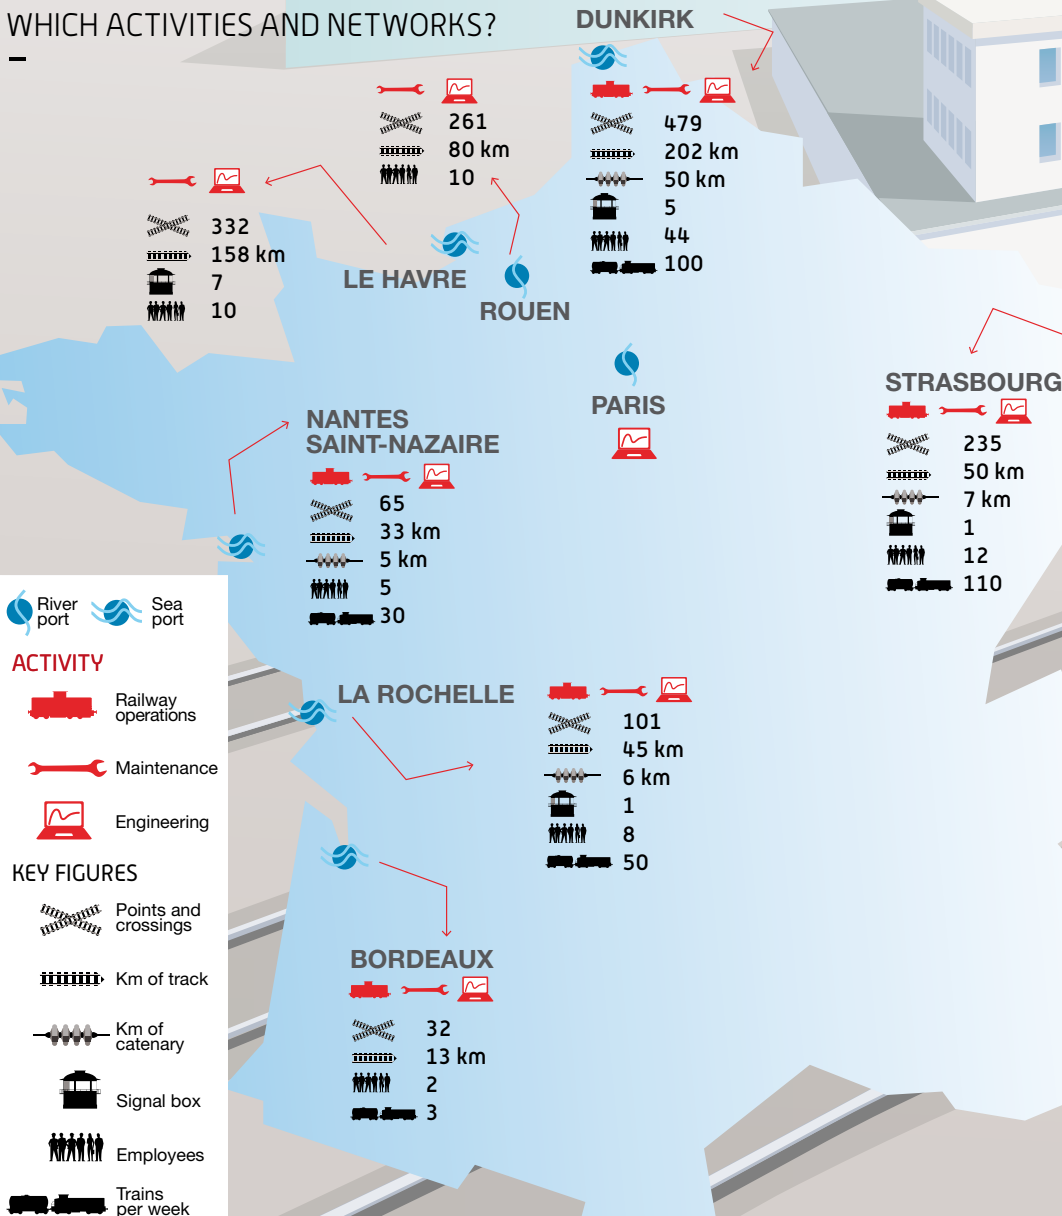 WHICH ACTIVITIES AND NETWORKS?
DUNKIRK
479
202 km
50 km
5
44
100
261
80 km
10
332
158 km
7
10
LE HAVRE
ROUEN
PARIS
STRASBOURG
235
50 km
7 km
1
12
110
NANTES
SAINT-NAZAIRE
65
33 km
5 km
5
30
LA ROCHELLE
101
45 km
6 km
1
8
50
BORDEAUX
32
13 km
2
3
River
port
Sea
port
ACTIVITY
Railway
operations
Maintenance
Engineering
KEY FIGURES
Points and
crossings
Km of track
Km of
catenary
Signal box
Employees
Trains
per week